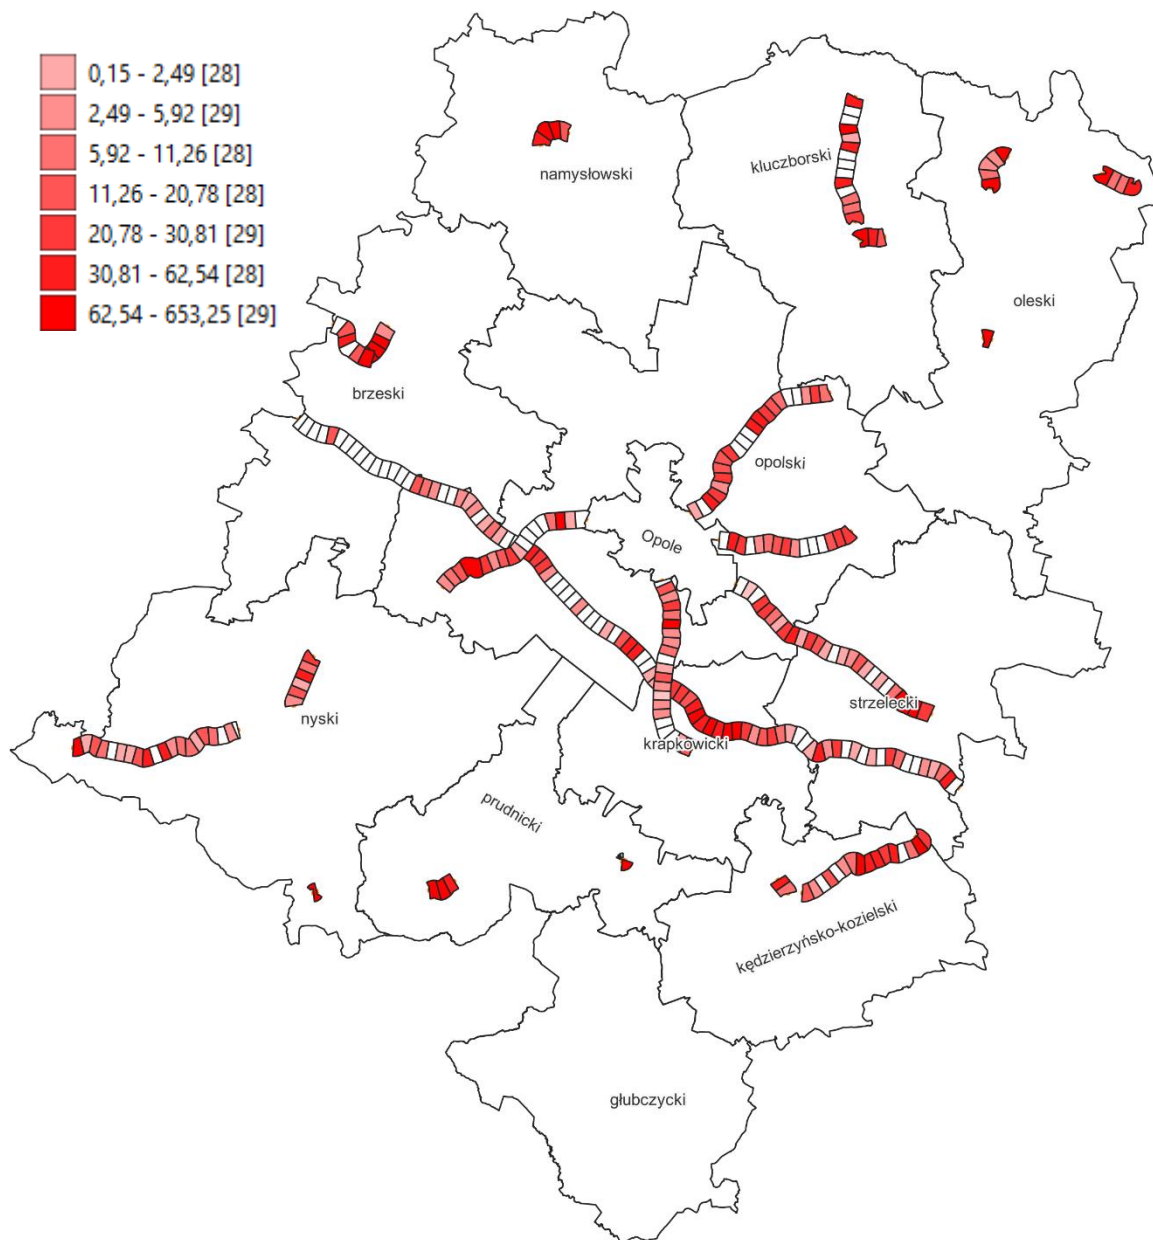 0,15 - 2,49 [28]
2,49 - 5,92 [29]
5,92 - 11,26 [28]
11,26 - 20,78 [28]
20,78 - 30,81 [29]
30,81 - 62,54 [28]
62,54 - 653,25 [29]
namysłowski
kluczborski
oleski
brzeski
opolski
Opole
nyski
strzelecki
krapkowicki
prudnicki
kędzierzyńsko-kozielski
głubczycki